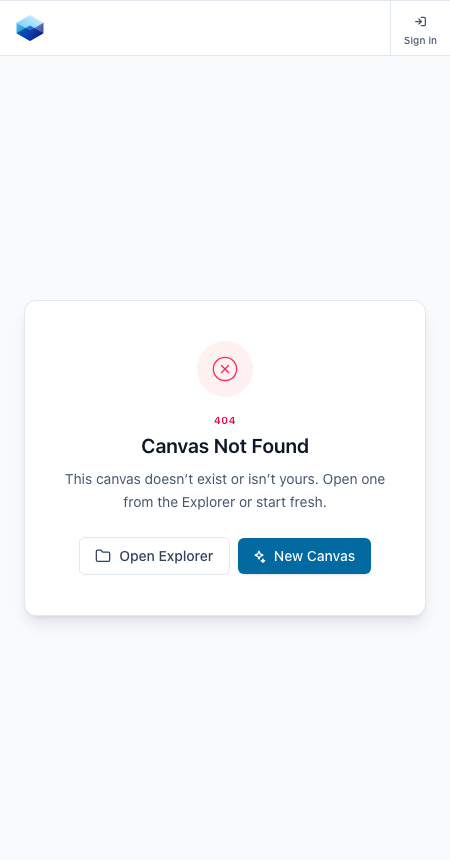 Sign in
404
Canvas Not Found
This canvas doesn’t exist or isn’t yours. Open one
from the Explorer or start fresh.
Open Explorer
New Canvas